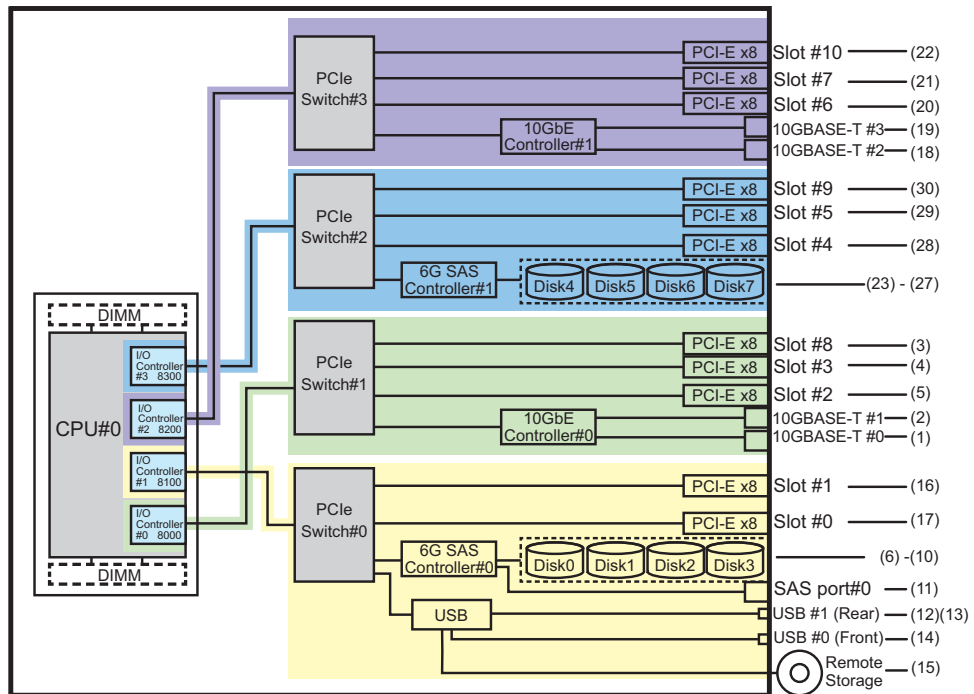 PCIe
Switch#3
PCI-E x8 Slot #10 (22)
PCI-E x8 Slot #7 (21)
PCI-E x8 Slot #6 (20)
10GbE
Controller#1
10GBASE-T #3 (19)
10GBASE-T #2 (18)
PCIe
Switch#2
PCI-E x8 Slot #9 (30)
PCI-E x8 Slot #5 (29)
PCI-E x8 Slot #4 (28)
6G SAS
Controller#1
Disk4 Disk5 Disk6 Disk7 (23) - (27)
DIMM
CPU#0
I/O
Controller
#3 8300
I/O
Controller
#2 8200
I/O
Controller
#1 8100
I/O
Controller
#0 8000
DIMM
PCIe
Switch#1
PCI-E x8 Slot #8 (3)
PCI-E x8 Slot #3 (4)
PCI-E x8 Slot #2 (5)
10GbE
Controller#0
10GBASE-T #1 (2)
10GBASE-T #0 (1)
PCIe
Switch#0
PCI-E x8 Slot #1 (16)
PCI-E x8 Slot #0 (17)
6G SAS
Controller#0
Disk0 Disk1 Disk2 Disk3 (6) -(10)
SAS port#0 (11)
USB
USB #1 (Rear) (12)(13)
USB #0 (Front) (14)
Remote
Storage
(15)